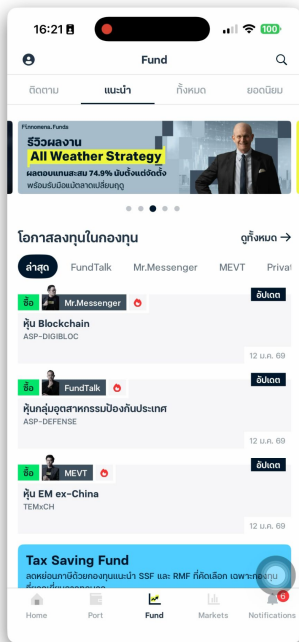 16:21
100
Fund
ติดตาม
แนะนำ
ทั้งหมด
ยอดนิยม
Finnomena.Funds
รีวิวผลงาน
All Weather Strategy
ผลตอบแทนสะสม 74.9% นับตั้งแต่จัดตั้ง
พร้อมรับมือแม้ตลาดเปลี่ยนฤดู
โอกาสลงทุนในกองทุน
ดูทั้งหมด →
ล่าสุด
FundTalk
Mr.Messenger
MEVT
Privat
อัปเดต
ซื้อ
Mr.Messenger
หุ้น Blockchain
ASP-DIGIBLOC
12 ม.ค. 69
อัปเดต
ซื้อ
FundTalk
หุ้นกลุ่มอุตสาหกรรมป้องกันประเทศ
ASP-DEFENSE
12 ม.ค. 69
อัปเดต
ซื้อ
MEVT
หุ้น EM ex-China
TEMxCH
12 ม.ค. 69
Tax Saving Fund
ลดหย่อนภาษีด้วยกองทุนแนะนำ SSF และ RMF ที่คัดเลือก เฉพาะกองทุน
6
Home
Port
Fund
Markets
Notifications